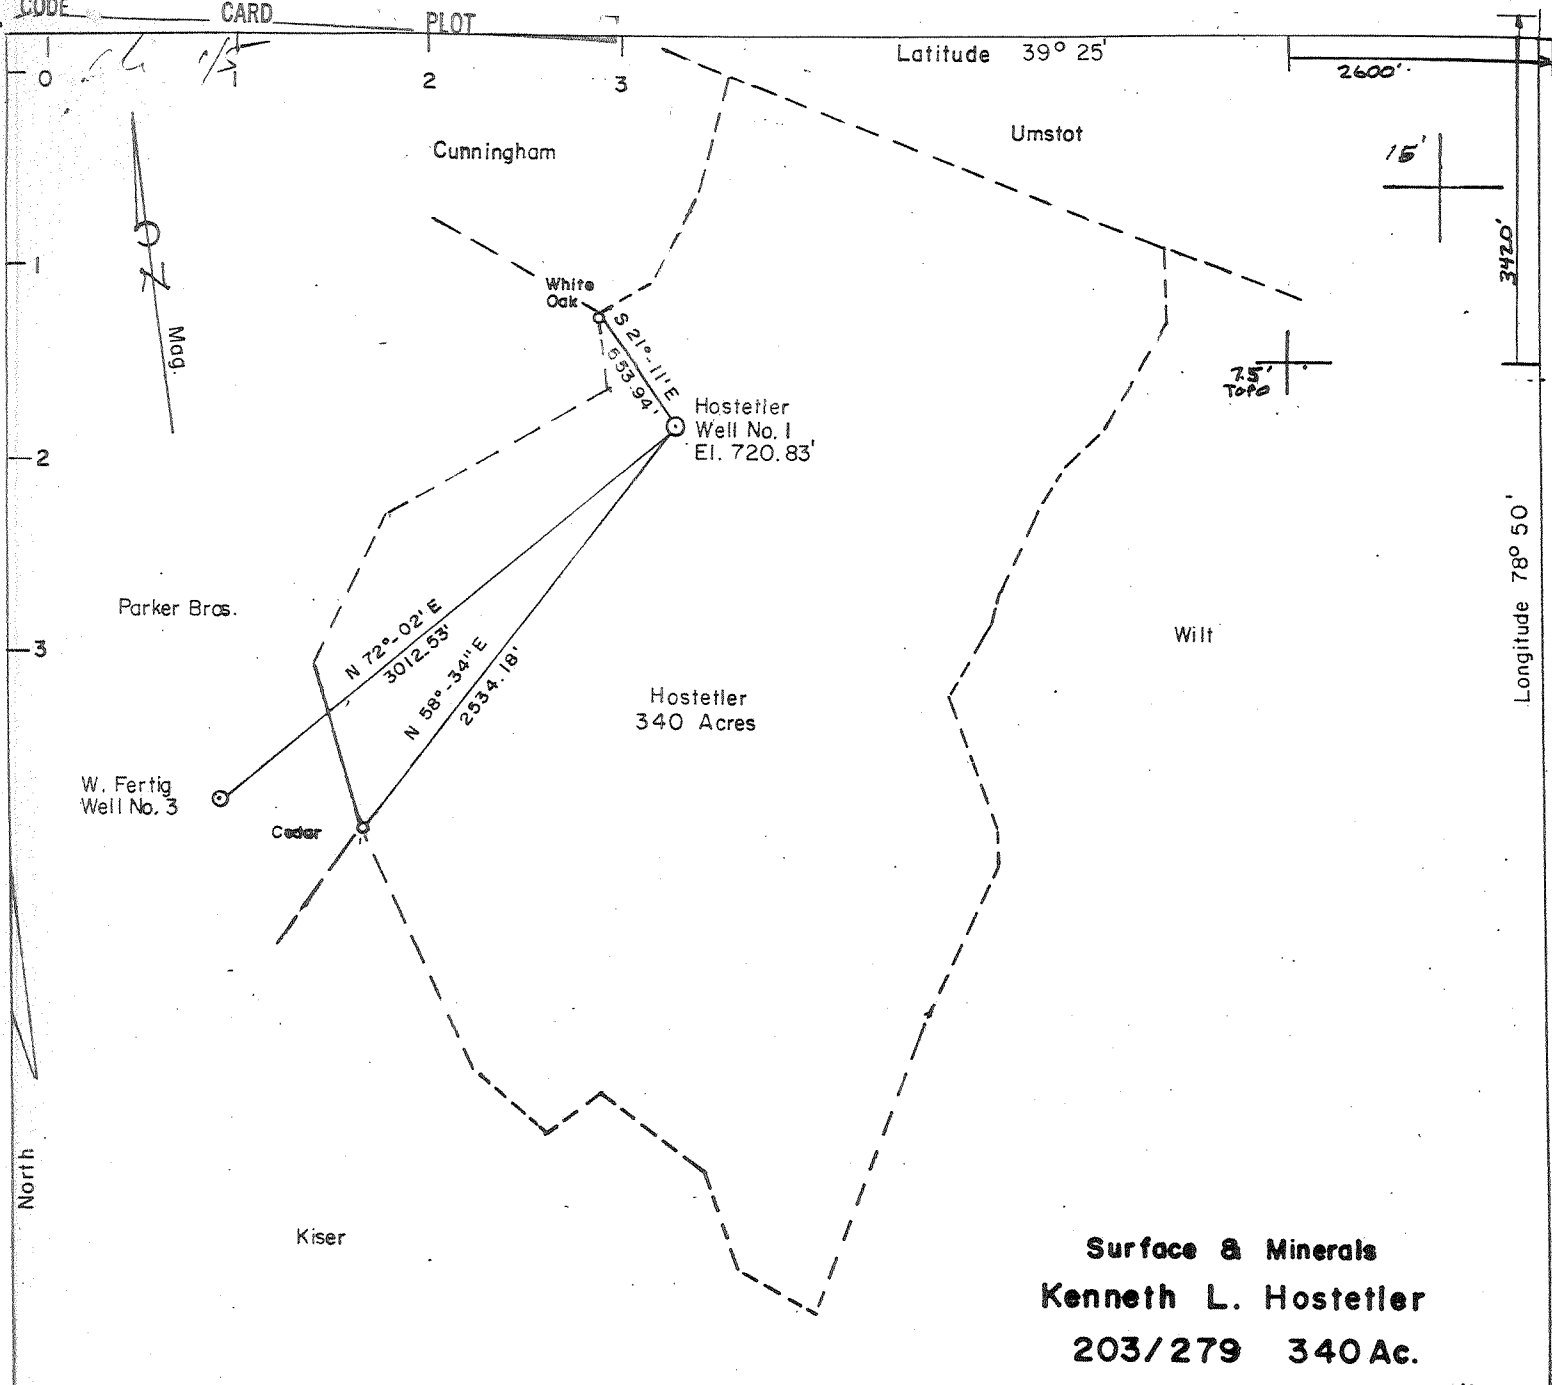 CODE CARD PLOT
Latitude 39° 25'
2600'
0 1 2 3
1
2
3
Cunningham
Umstot
15'
3420'
Mag.
White
Oak
S 21°-11' E
653.94'
7.5'
Topo
Hostetler
Well No. 1
El. 720.83'
Longitude 78° 50'
Parker Bros.
N 72°-02' E
3012.53'
N 58°-34" E
2534.18'
Wilt
Hostetler
340 Acres
W. Fertig
Well No. 3
Cedar
North
Kiser
Surface & Minerals
Kenneth L. Hostetler
203/279 340 Ac.